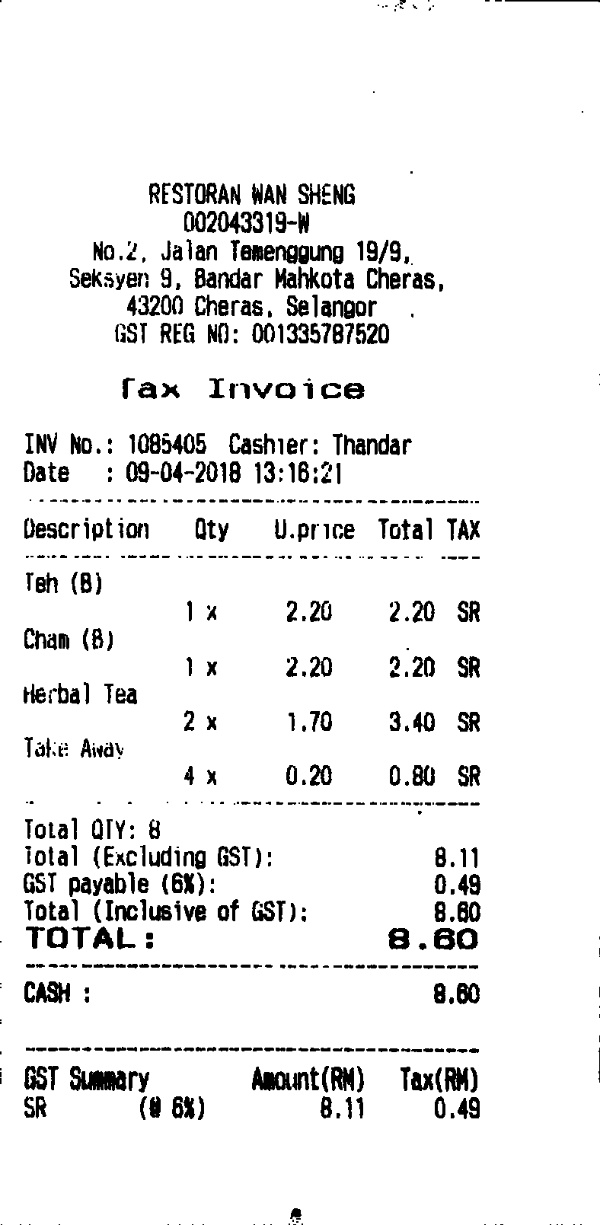 RESTORAN WAN SHENG
002043319-W
No.2, Jalan Temenggung 19/9,
Seksyen 9, Bandar Mahkota Cheras,
43200 Cheras, Selangor
GST REG NO: 001335787520
Tax Invoice
INV No.: 1085405 Cashier: Thandar
Date : 09-04-2018 13:16:21
Description Qty U.price Total TAX
Teh (B)
1 x 2.20 2.20 SR
Cham (B)
1 x 2.20 2.20 SR
Herbal Tea
2 x 1.70 3.40 SR
Take Away
4 x 0.20 0.80 SR
Total QTY: 8
Total (Excluding GST): 8.11
GST payable (6%): 0.49
Total (Inclusive of GST): 8.60
TOTAL: 8.60
CASH : 8.60
GST Summary Amount(RM) Tax(RM)
SR (@ 6%) 8.11 0.49